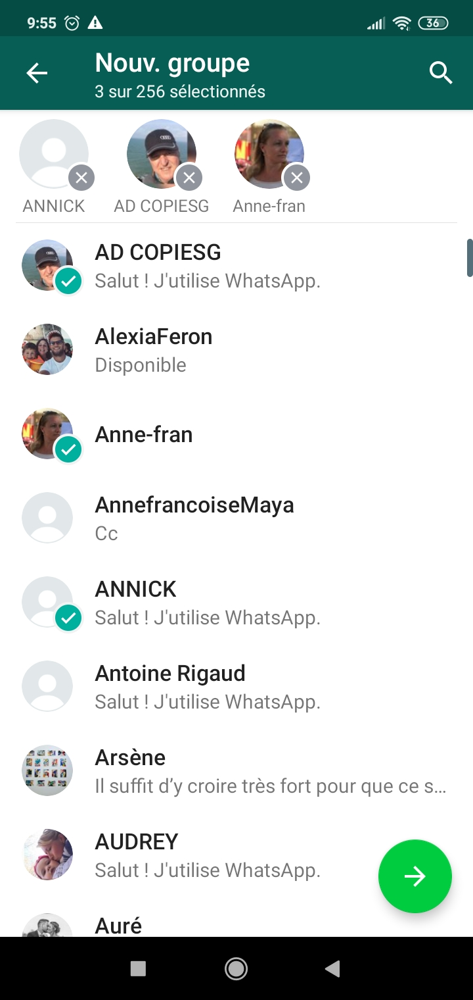 9:55
36
Nouv. groupe
3 sur 256 sélectionnés
ANNICK
AD COPIESG
Anne-fran
AD COPIESG
Salut ! J'utilise WhatsApp.
AlexiaFeron
Disponible
Anne-fran
AnnefrancoiseMaya
Cc
ANNICK
Salut ! J'utilise WhatsApp.
Antoine Rigaud
Salut ! J'utilise WhatsApp.
Arsène
Il suffit d’y croire très fort pour que ce s…
AUDREY
Salut ! J'utilise WhatsApp.
Auré